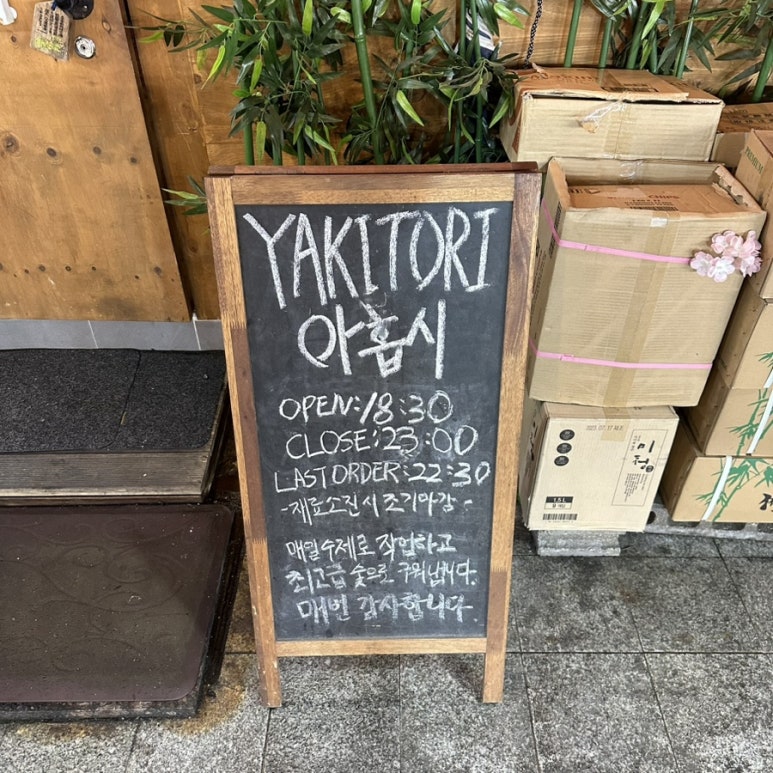 YAKITORI
아홉시
OPEN:18:30
CLOSE:23:00
LAST ORDER:22:30
-재료소진시 조기마감-
매일 수제로 작업하고
최고급 숯으로 구워냅니다.
매번 감사합니다.
1.5L